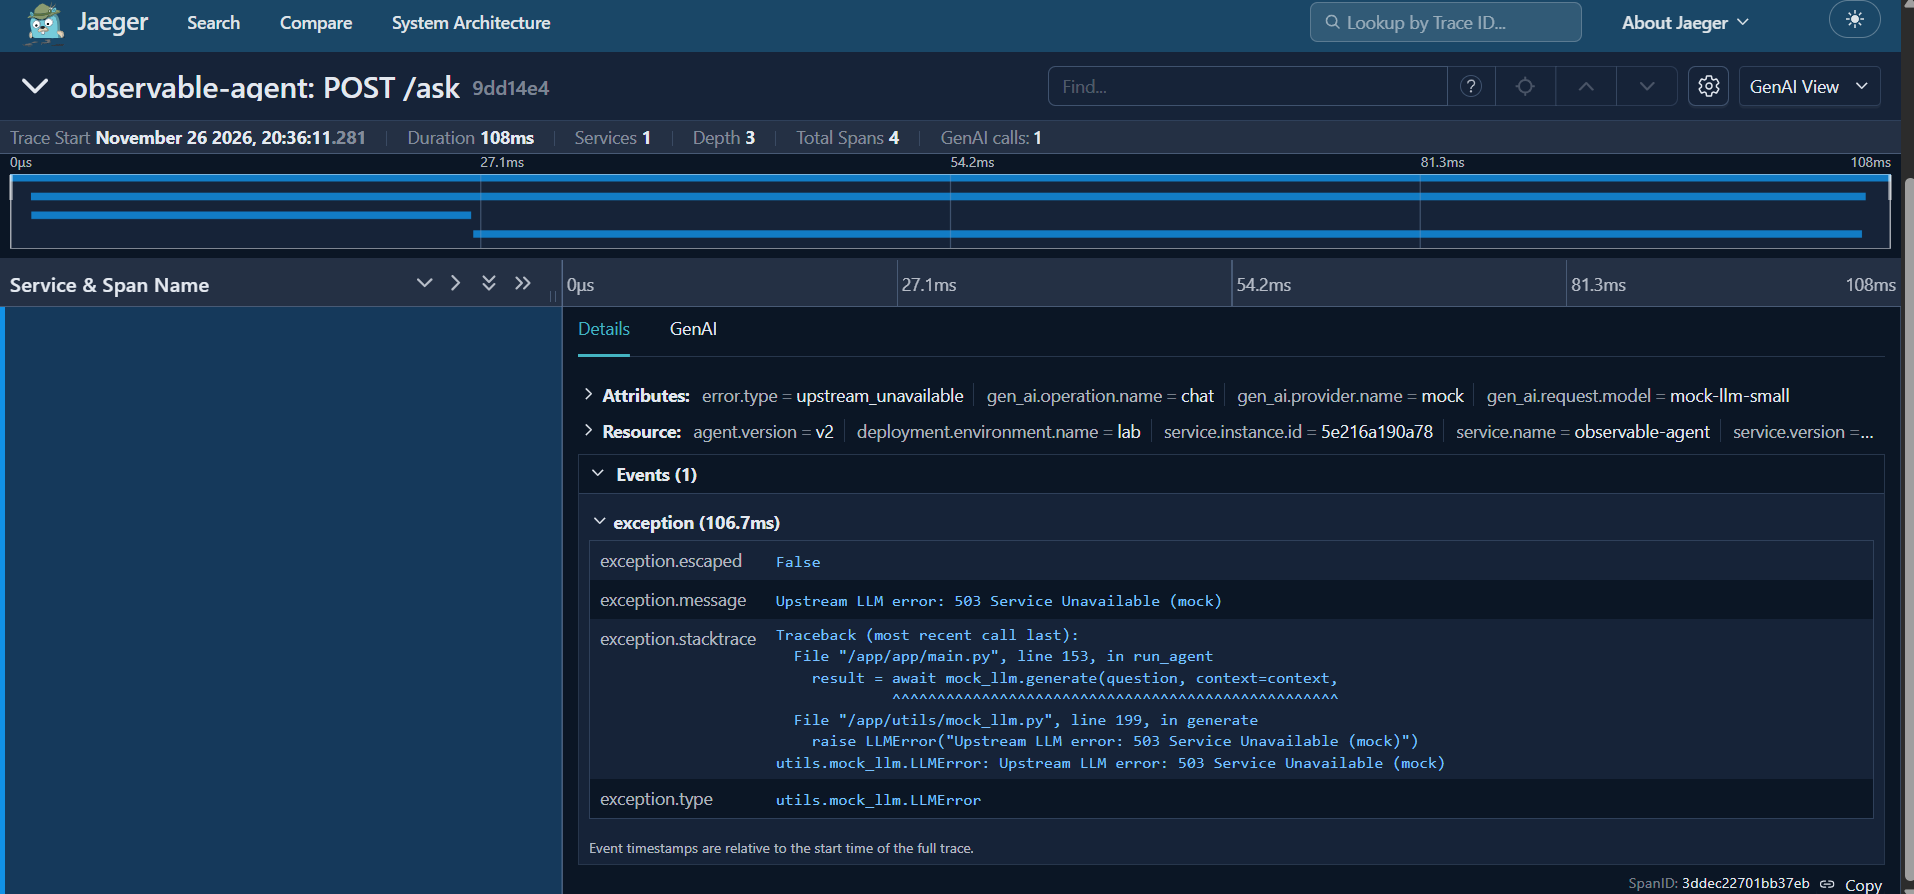 Jaeger Search Compare System Architecture Lookup by Trace ID... About Jaeger
observable-agent: POST /ask 9dd14e4 Find... ? GenAI View
Trace Start November 26 2026, 20:36:11.281 Duration 108ms Services 1 Depth 3 Total Spans 4 GenAI calls: 1
0μs 27.1ms 54.2ms 81.3ms 108ms
Service & Span Name 0μs 27.1ms 54.2ms 81.3ms 108ms
Details GenAI
Attributes: error.type = upstream_unavailable gen_ai.operation.name = chat gen_ai.provider.name = mock gen_ai.request.model = mock-llm-small
Resource: agent.version = v2 deployment.environment.name = lab service.instance.id = 5e216a190a78 service.name = observable-agent service.version =...
Events (1)
exception (106.7ms)
exception.escaped False
exception.message Upstream LLM error: 503 Service Unavailable (mock)
exception.stacktrace Traceback (most recent call last):
File "/app/app/main.py", line 153, in run_agent
result = await mock_llm.generate(question, context=context,
^^^^^^^^^^^^^^^^^^^^^^^^^^^^^^^^^^^^^^^^^^^^^^^^^^
File "/app/utils/mock_llm.py", line 199, in generate
raise LLMError("Upstream LLM error: 503 Service Unavailable (mock)")
utils.mock_llm.LLMError: Upstream LLM error: 503 Service Unavailable (mock)
exception.type utils.mock_llm.LLMError
Event timestamps are relative to the start time of the full trace.
SpanID: 3ddec22701bb37eb Copy